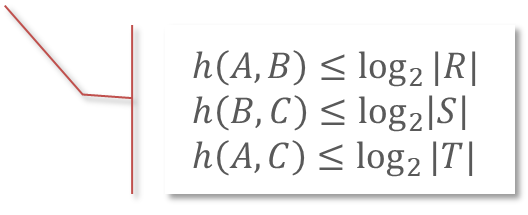 h(A, B) ≤ log₂ |R|
h(B, C) ≤ log₂|S|
h(A, C) ≤ log₂ |T|